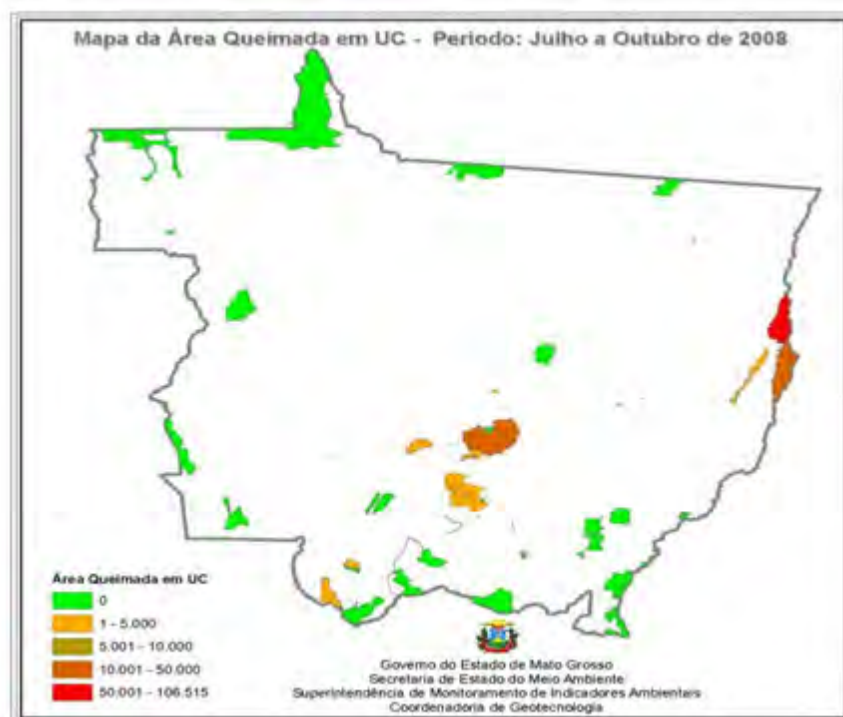 Mapa da Área Queimada em UC - Periodo: Julho a Outubro de 2008
Área Queimada em UC
0
1 - 5.000
5.001 - 10.000
10.001 - 50.000
50.001 - 106.515
Governo do Estado de Mato Grosso
Secretaria de Estado do Meio Ambiente
Superintendência de Monitoramento de Indicadores Ambientais
Coordenadoria de Geotecnologia